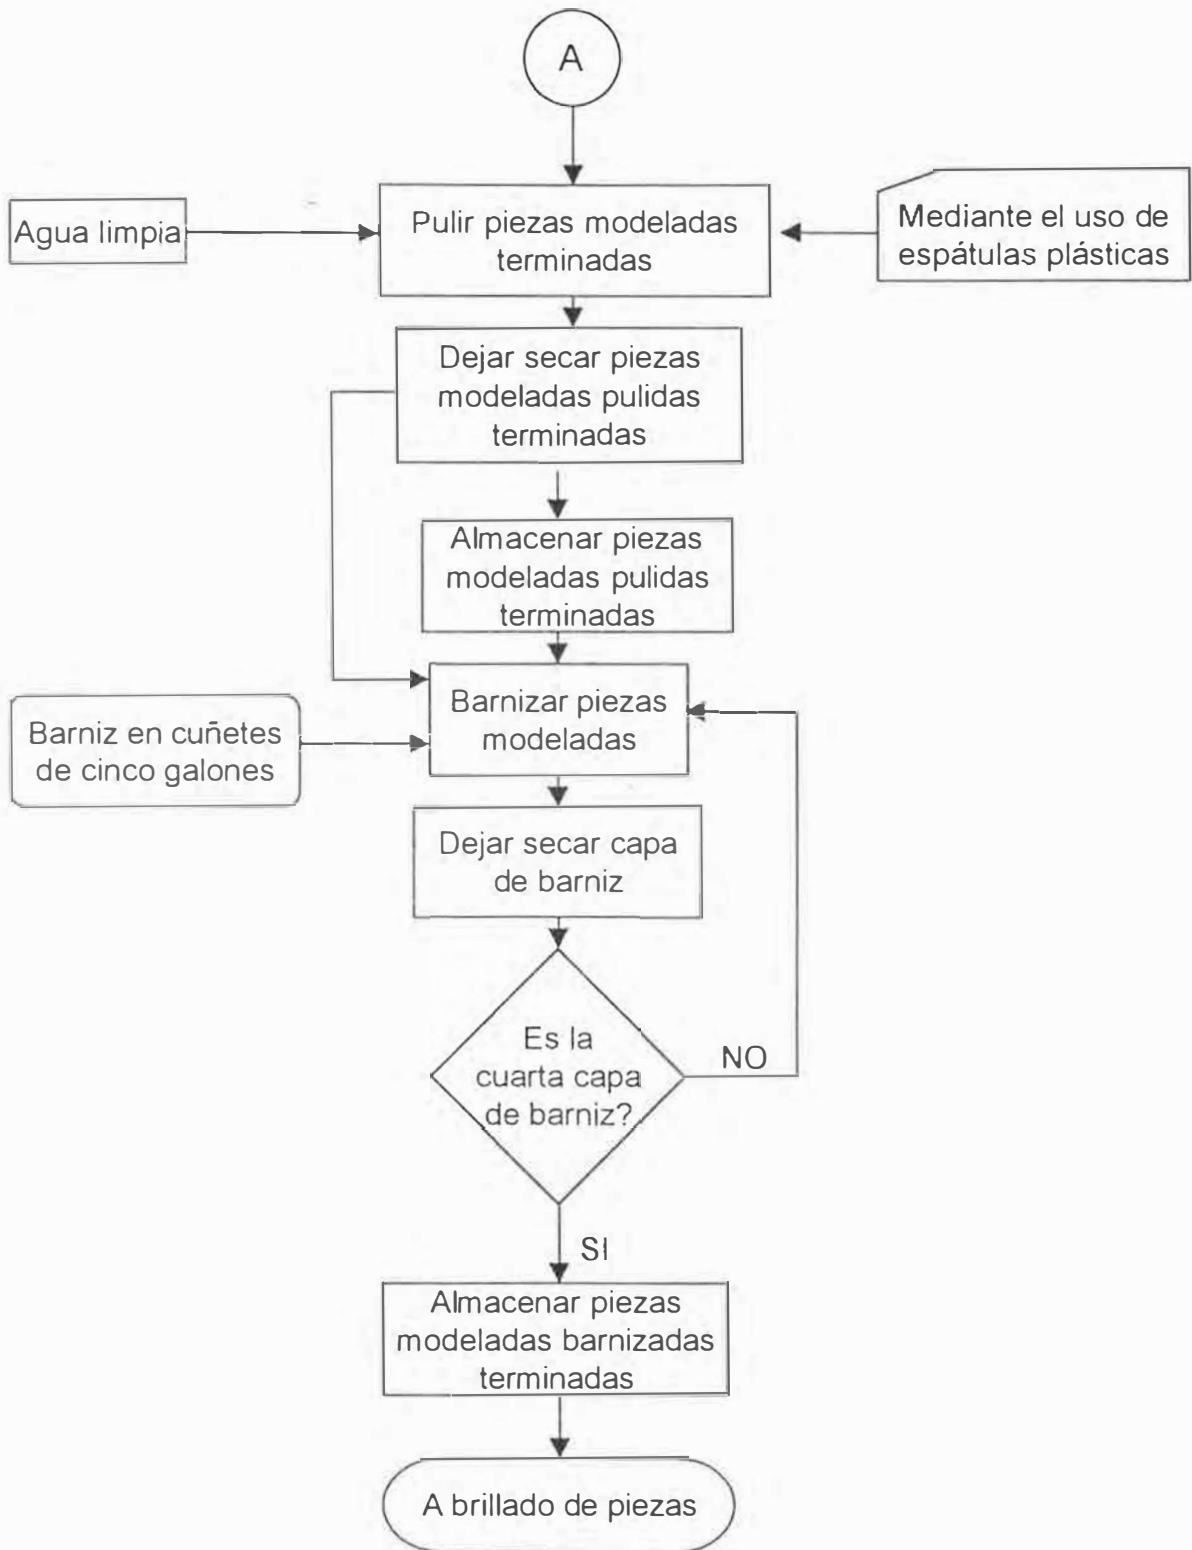 A
Agua limpia
Pulir piezas modeladas
terminadas
Mediante el uso de
espátulas plásticas
Dejar secar piezas
modeladas pulidas
terminadas
Almacenar piezas
modeladas pulidas
terminadas
Barniz en cuñetes
de cinco galones
Barnizar piezas
modeladas
Dejar secar capa
de barniz
Es la
cuarta capa
de barniz?
NO
SI
Almacenar piezas
modeladas barnizadas
terminadas
A brillado de piezas